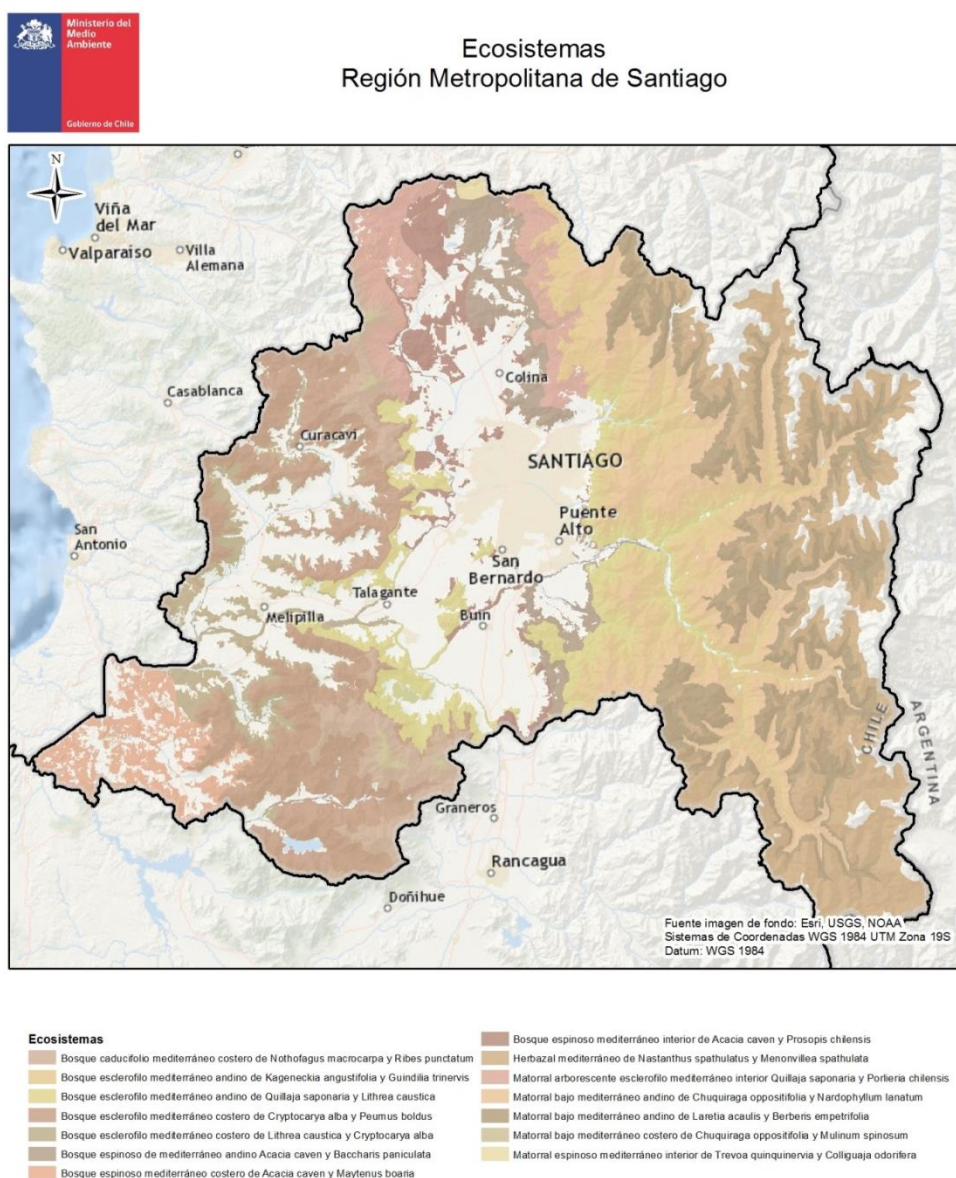 Ministerio del
Medio
Ambiente
Gobierno de Chile
Ecosistemas
Región Metropolitana de Santiago
N
Viña
del Mar
Valparaíso
Villa
Alemana
Casablanca
Colina
Curacaví
SANTIAGO
San
Antonio
Puente
Alto
San
Bernardo
Talagante
Melipilla
Buin
CHILE
ARGENTINA
Graneros
Rancagua
Doñihue
Fuente imagen de fondo: Esri, USGS, NOAA
Sistemas de Coordenadas WGS 1984 UTM Zona 19S
Datum: WGS 1984
Ecosistemas
Bosque caducifolio mediterráneo costero de Nothofagus macrocarpa y Ribes punctatum
Bosque esclerofilo mediterráneo andino de Kageneckia angustifolia y Guindilia trinervis
Bosque esclerofilo mediterráneo andino de Quillaja saponaria y Lithrea caustica
Bosque esclerofilo mediterráneo costero de Cryptocarya alba y Peumus boldus
Bosque esclerofilo mediterráneo costero de Lithrea caustica y Cryptocarya alba
Bosque espinoso de mediterráneo andino Acacia caven y Baccharis paniculata
Bosque espinoso mediterráneo costero de Acacia caven y Maytenus boaria
Bosque espinoso mediterráneo interior de Acacia caven y Prosopis chilensis
Herbazal mediterráneo de Nastanthus spathulatus y Menonvillea spathulata
Matorral arborescente esclerofilo mediterráneo interior Quillaja saponaria y Porlieria chilensis
Matorral bajo mediterráneo andino de Chuquiraga oppositifolia y Nardophyllum lanatum
Matorral bajo mediterráneo andino de Laretia acaulis y Berberis empetrifolia
Matorral bajo mediterráneo costero de Chuquiraga oppositifolia y Mulinum spinosum
Matorral espinoso mediterráneo interior de Trevoa quinquinervia y Colliguaja odorifera